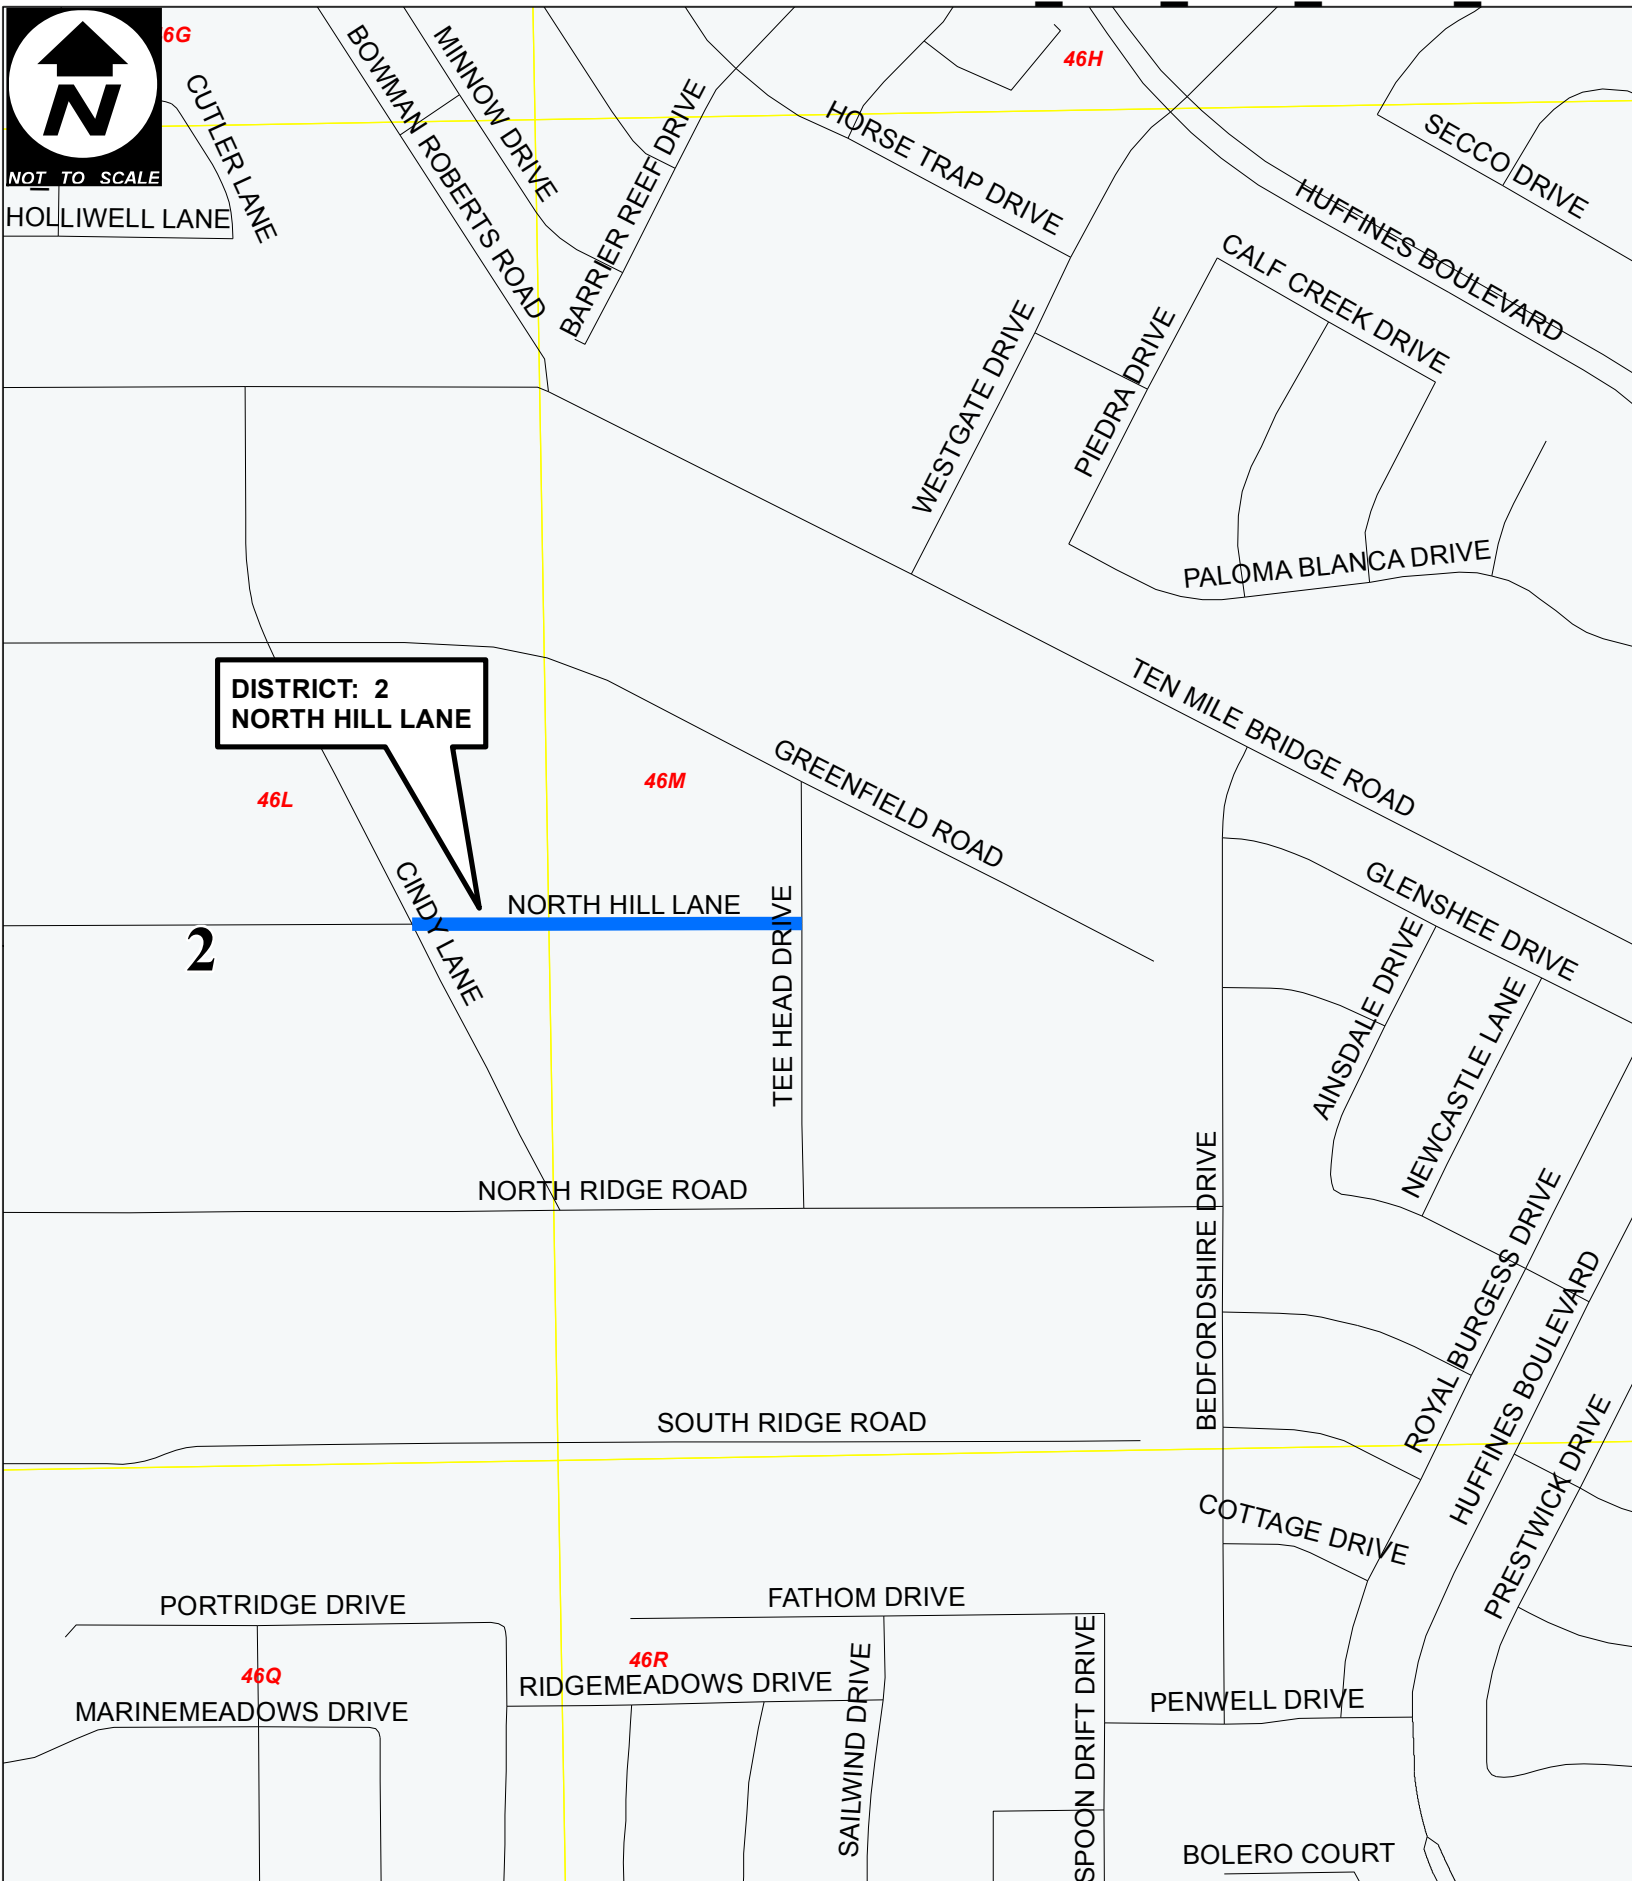 6G
46H
N
NOT TO SCALE
CUTLER LANE
HOLLIWELL LANE
BOWMAN ROBERTS ROAD
MINNOW DRIVE
BARRIER REEF DRIVE
HORSE TRAP DRIVE
SECCO DRIVE
HUFFINES BOULEVARD
CALF CREEK DRIVE
WESTGATE DRIVE
PIEDRA DRIVE
PALOMA BLANCA DRIVE
TEN MILE BRIDGE ROAD
DISTRICT: 2
NORTH HILL LANE
46L
46M
GREENFIELD ROAD
CINDY LANE
NORTH HILL LANE
2
TEE HEAD DRIVE
GLENSHEE DRIVE
AINSDALE DRIVE
NEWCASTLE LANE
NORTH RIDGE ROAD
BEDFORDSHIRE DRIVE
ROYAL BURGESS DRIVE
HUFFINES BOULEVARD
PRESTWICK DRIVE
SOUTH RIDGE ROAD
COTTAGE DRIVE
PORTRIDGE DRIVE
FATHOM DRIVE
46Q
46R
RIDGEMEADOWS DRIVE
MARINEMEADOWS DRIVE
SAILWIND DRIVE
SPOON DRIFT DRIVE
PENWELL DRIVE
BOLERO COURT